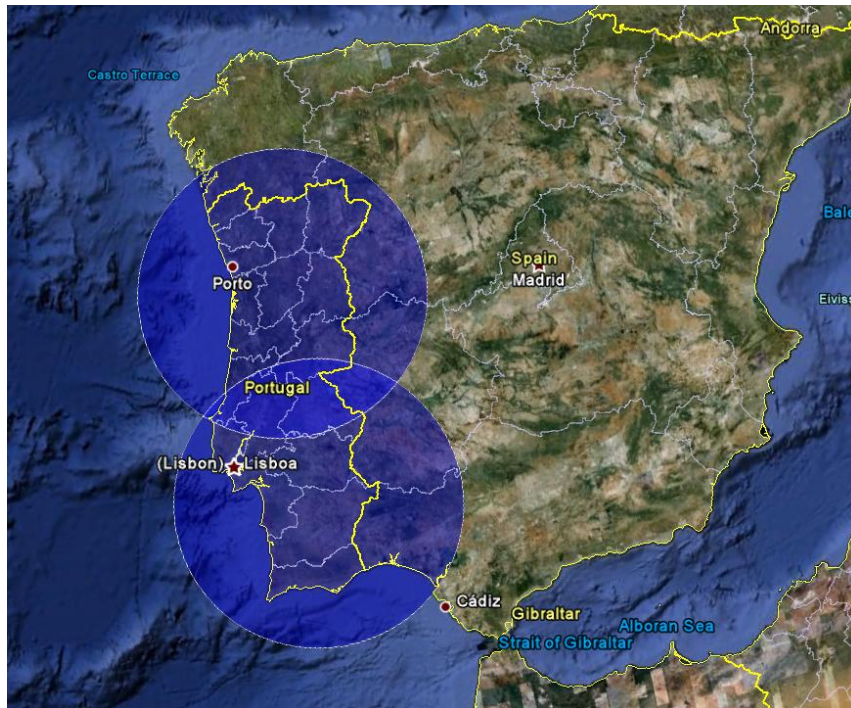 Andorra
Castro Terrace
Bale
Spain
Madrid
Porto
Eiviss
Portugal
(Lisbon)
Lisboa
Cádiz
Gibraltar
Alboran Sea
Strait of Gibraltar